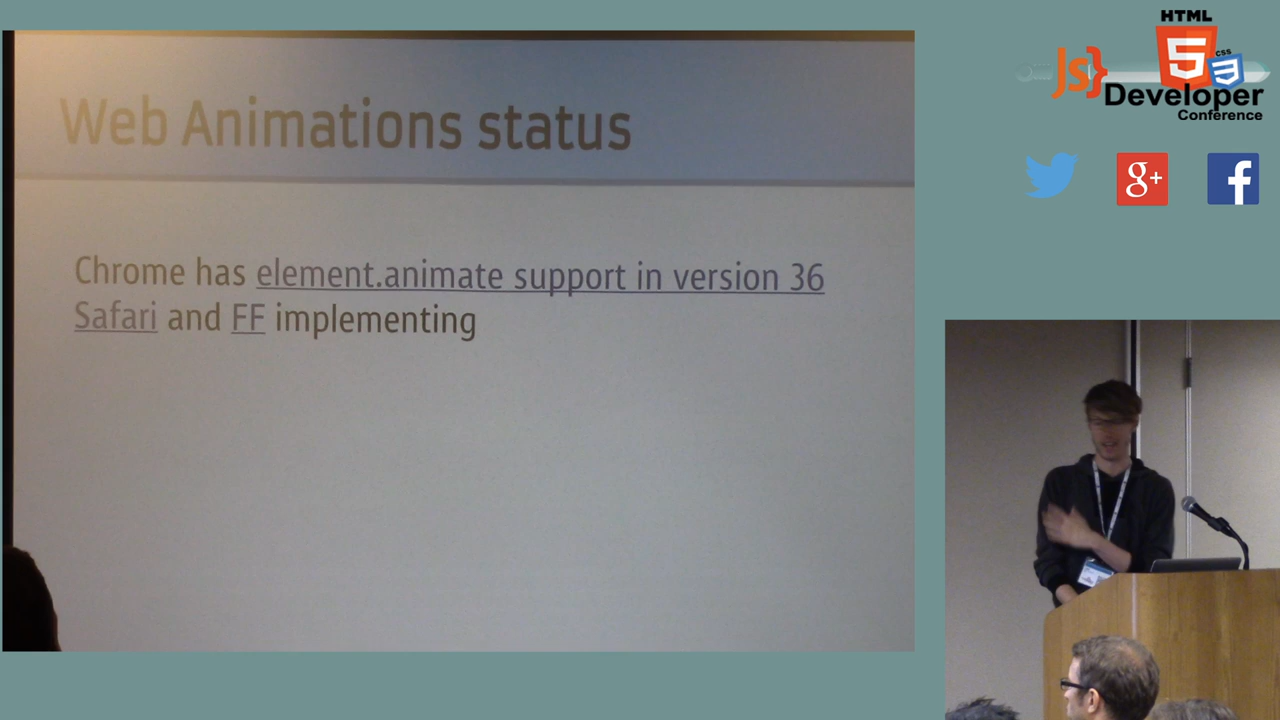 Web Animations status
Chrome has element.animate support in version 36
Safari and FF implementing
HTML
5
css
3
JS}
Developer
Conference
g+
f